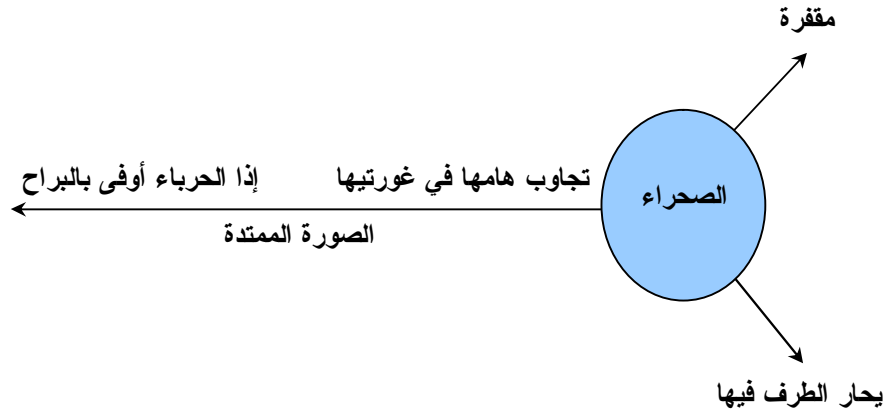 مقفرة
تجاوب هامها في غورتيها إذا الحرباء أوفى بالبراح
الصحراء
الصورة الممتدة
يحار الطرف فيها